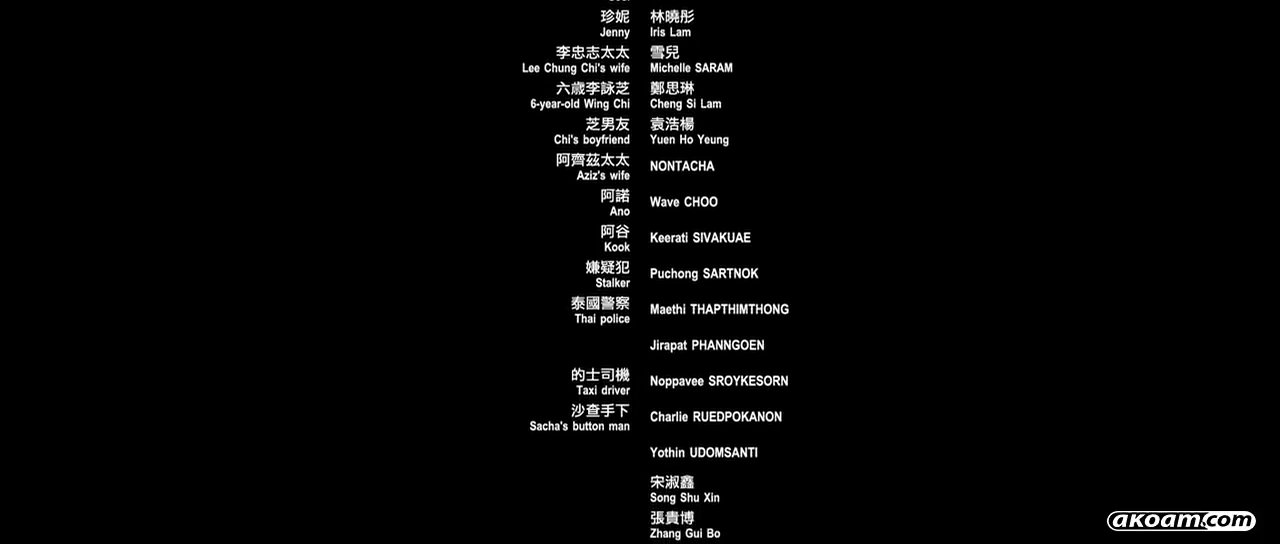 珍妮 林曉彤
Jenny Iris Lam
李忠志太太 雪兒
Lee Chung Chi's wife Michelle SARAM
六歲李詠芝 鄭思琳
6-year-old Wing Chi Cheng Si Lam
芝男友 袁浩楊
Chi's boyfriend Yuen Ho Yeung
阿齊茲太太
Aziz's wife
NONTACHA
阿諾
Ano
Wave CHOO
阿谷
Kook
Keerati SIVAKUAE
嫌疑犯
Stalker
Puchong SARTNOK
泰國警察
Thai police
Maethi THAPTHIMTHONG
Jirapat PHANNGOEN
的士司機
Taxi driver
Noppavee SROYKESORN
沙查手下
Sacha's button man
Charlie RUEDPOKANON
Yothin UDOMSANTI
宋淑鑫
Song Shu Xin
張貴博
Zhang Gui Bo
akoam.com